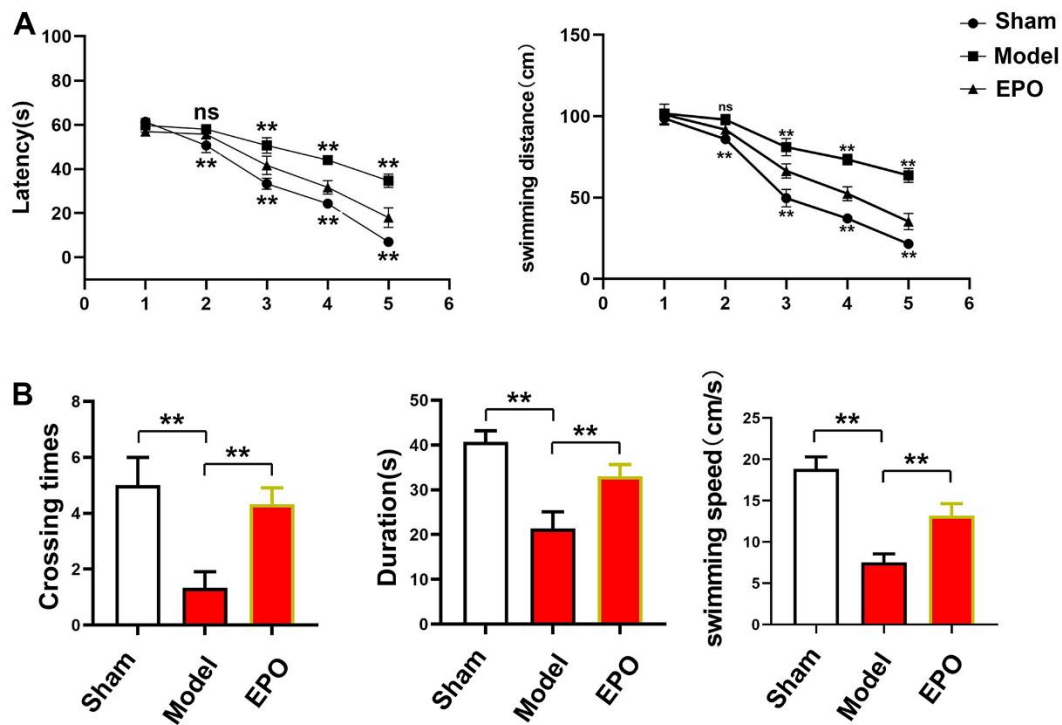 A
Latency(s)
100
80
60
40
20
0
ns
**
**
**
**
**
**
**
0 1 2 3 4 5 6
swimming distance（cm）
150
100
50
0
ns
**
**
**
**
**
**
**
0 1 2 3 4 5 6
Sham
Model
EPO
B
Crossing times
8
6
4
2
0
**
**
Sham
Model
EPO
Duration(s)
50
40
30
20
10
0
**
**
Sham
Model
EPO
swimming speed（cm/s）
25
20
15
10
5
0
**
**
Sham
Model
EPO